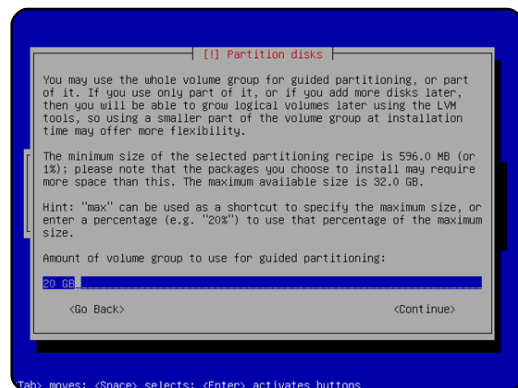 [!] Partition disks
You may use the whole volume group for guided partitioning, or part
of it. If you use only part of it, or if you add more disks later,
then you will be able to grow logical volumes later using the LVM
tools, so using a smaller part of the volume group at installation
time may offer more flexibility.
The minimum size of the selected partitioning recipe is 596.0 MB (or
1%); please note that the packages you choose to install may require
more space than this. The maximum available size is 32.0 GB.
Hint: "max" can be used as a shortcut to specify the maximum size, or
enter a percentage (e.g. "20%") to use that percentage of the maximum
size.
Amount of volume group to use for guided partitioning:
20 GB
<Go Back> <Continue>
Tab> moves; <Space> selects; <Enter> activates buttons